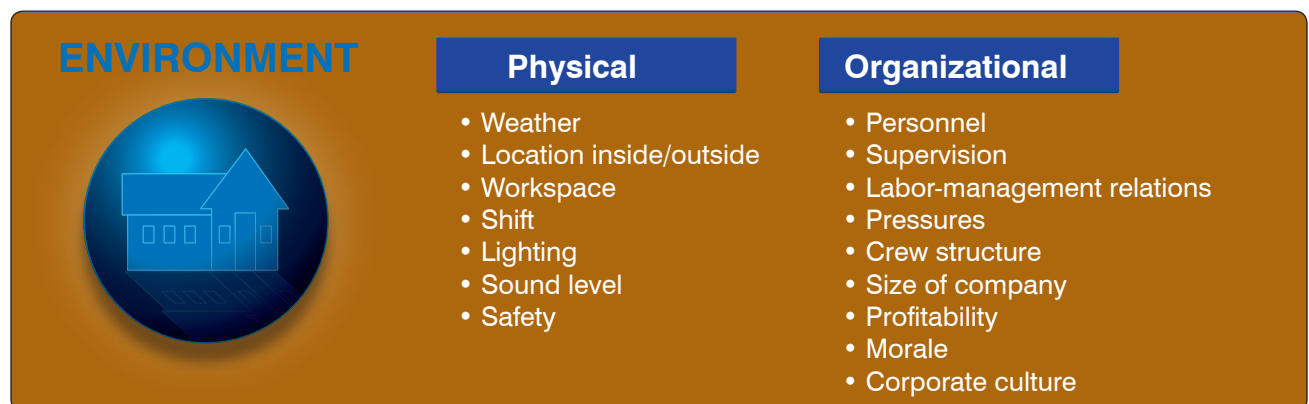 ENVIRONMENT
Physical
• Weather
• Location inside/outside
• Workspace
• Shift
• Lighting
• Sound level
• Safety
Organizational
• Personnel
• Supervision
• Labor-management relations
• Pressures
• Crew structure
• Size of company
• Profitability
• Morale
• Corporate culture